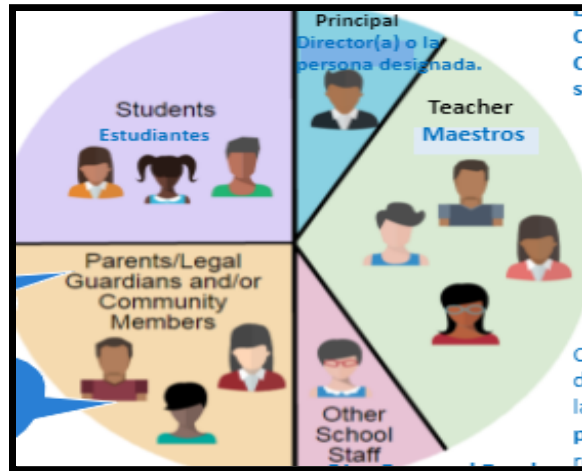 Principal
Director(a) o la
persona designada.
Students
Estudiantes
Teacher
Maestros
Parents/Legal
Guardians and/or
Community
Members
Other
School
Staff